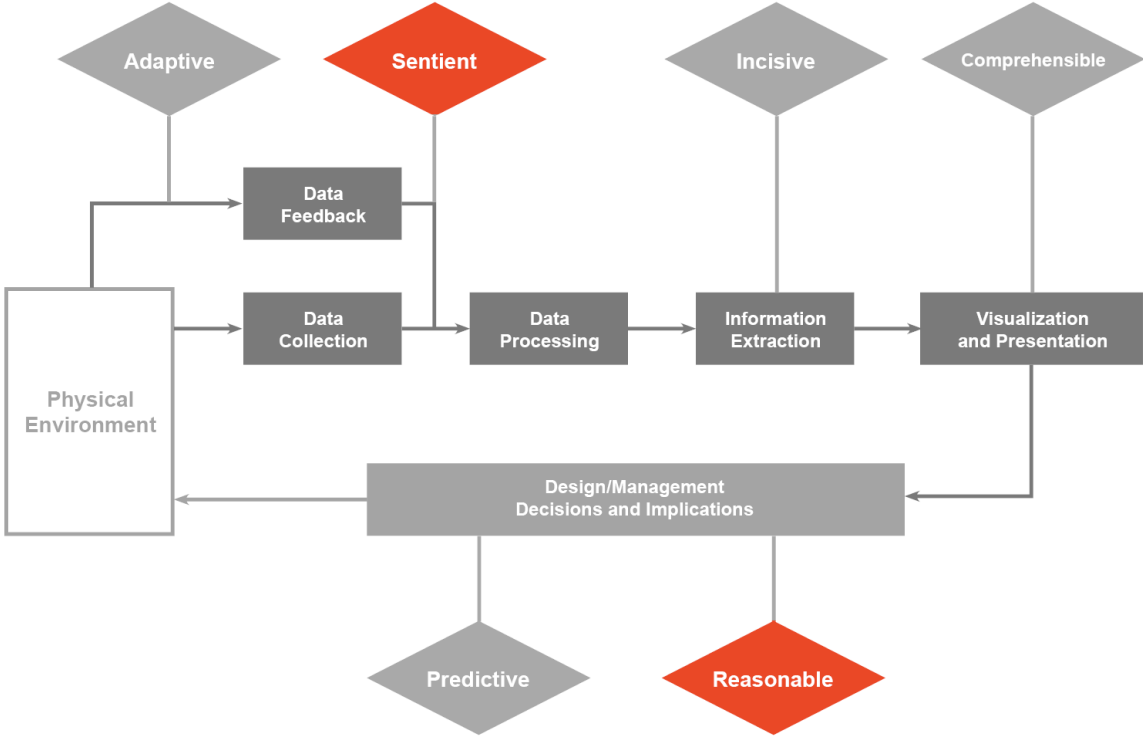 Adaptive
Sentient
Incisive
Comprehensible
Data
Feedback
Data
Collection
Data
Processing
Information
Extraction
Visualization
and Presentation
Physical
Environment
Design/Management
Decisions and Implications
Predictive
Reasonable